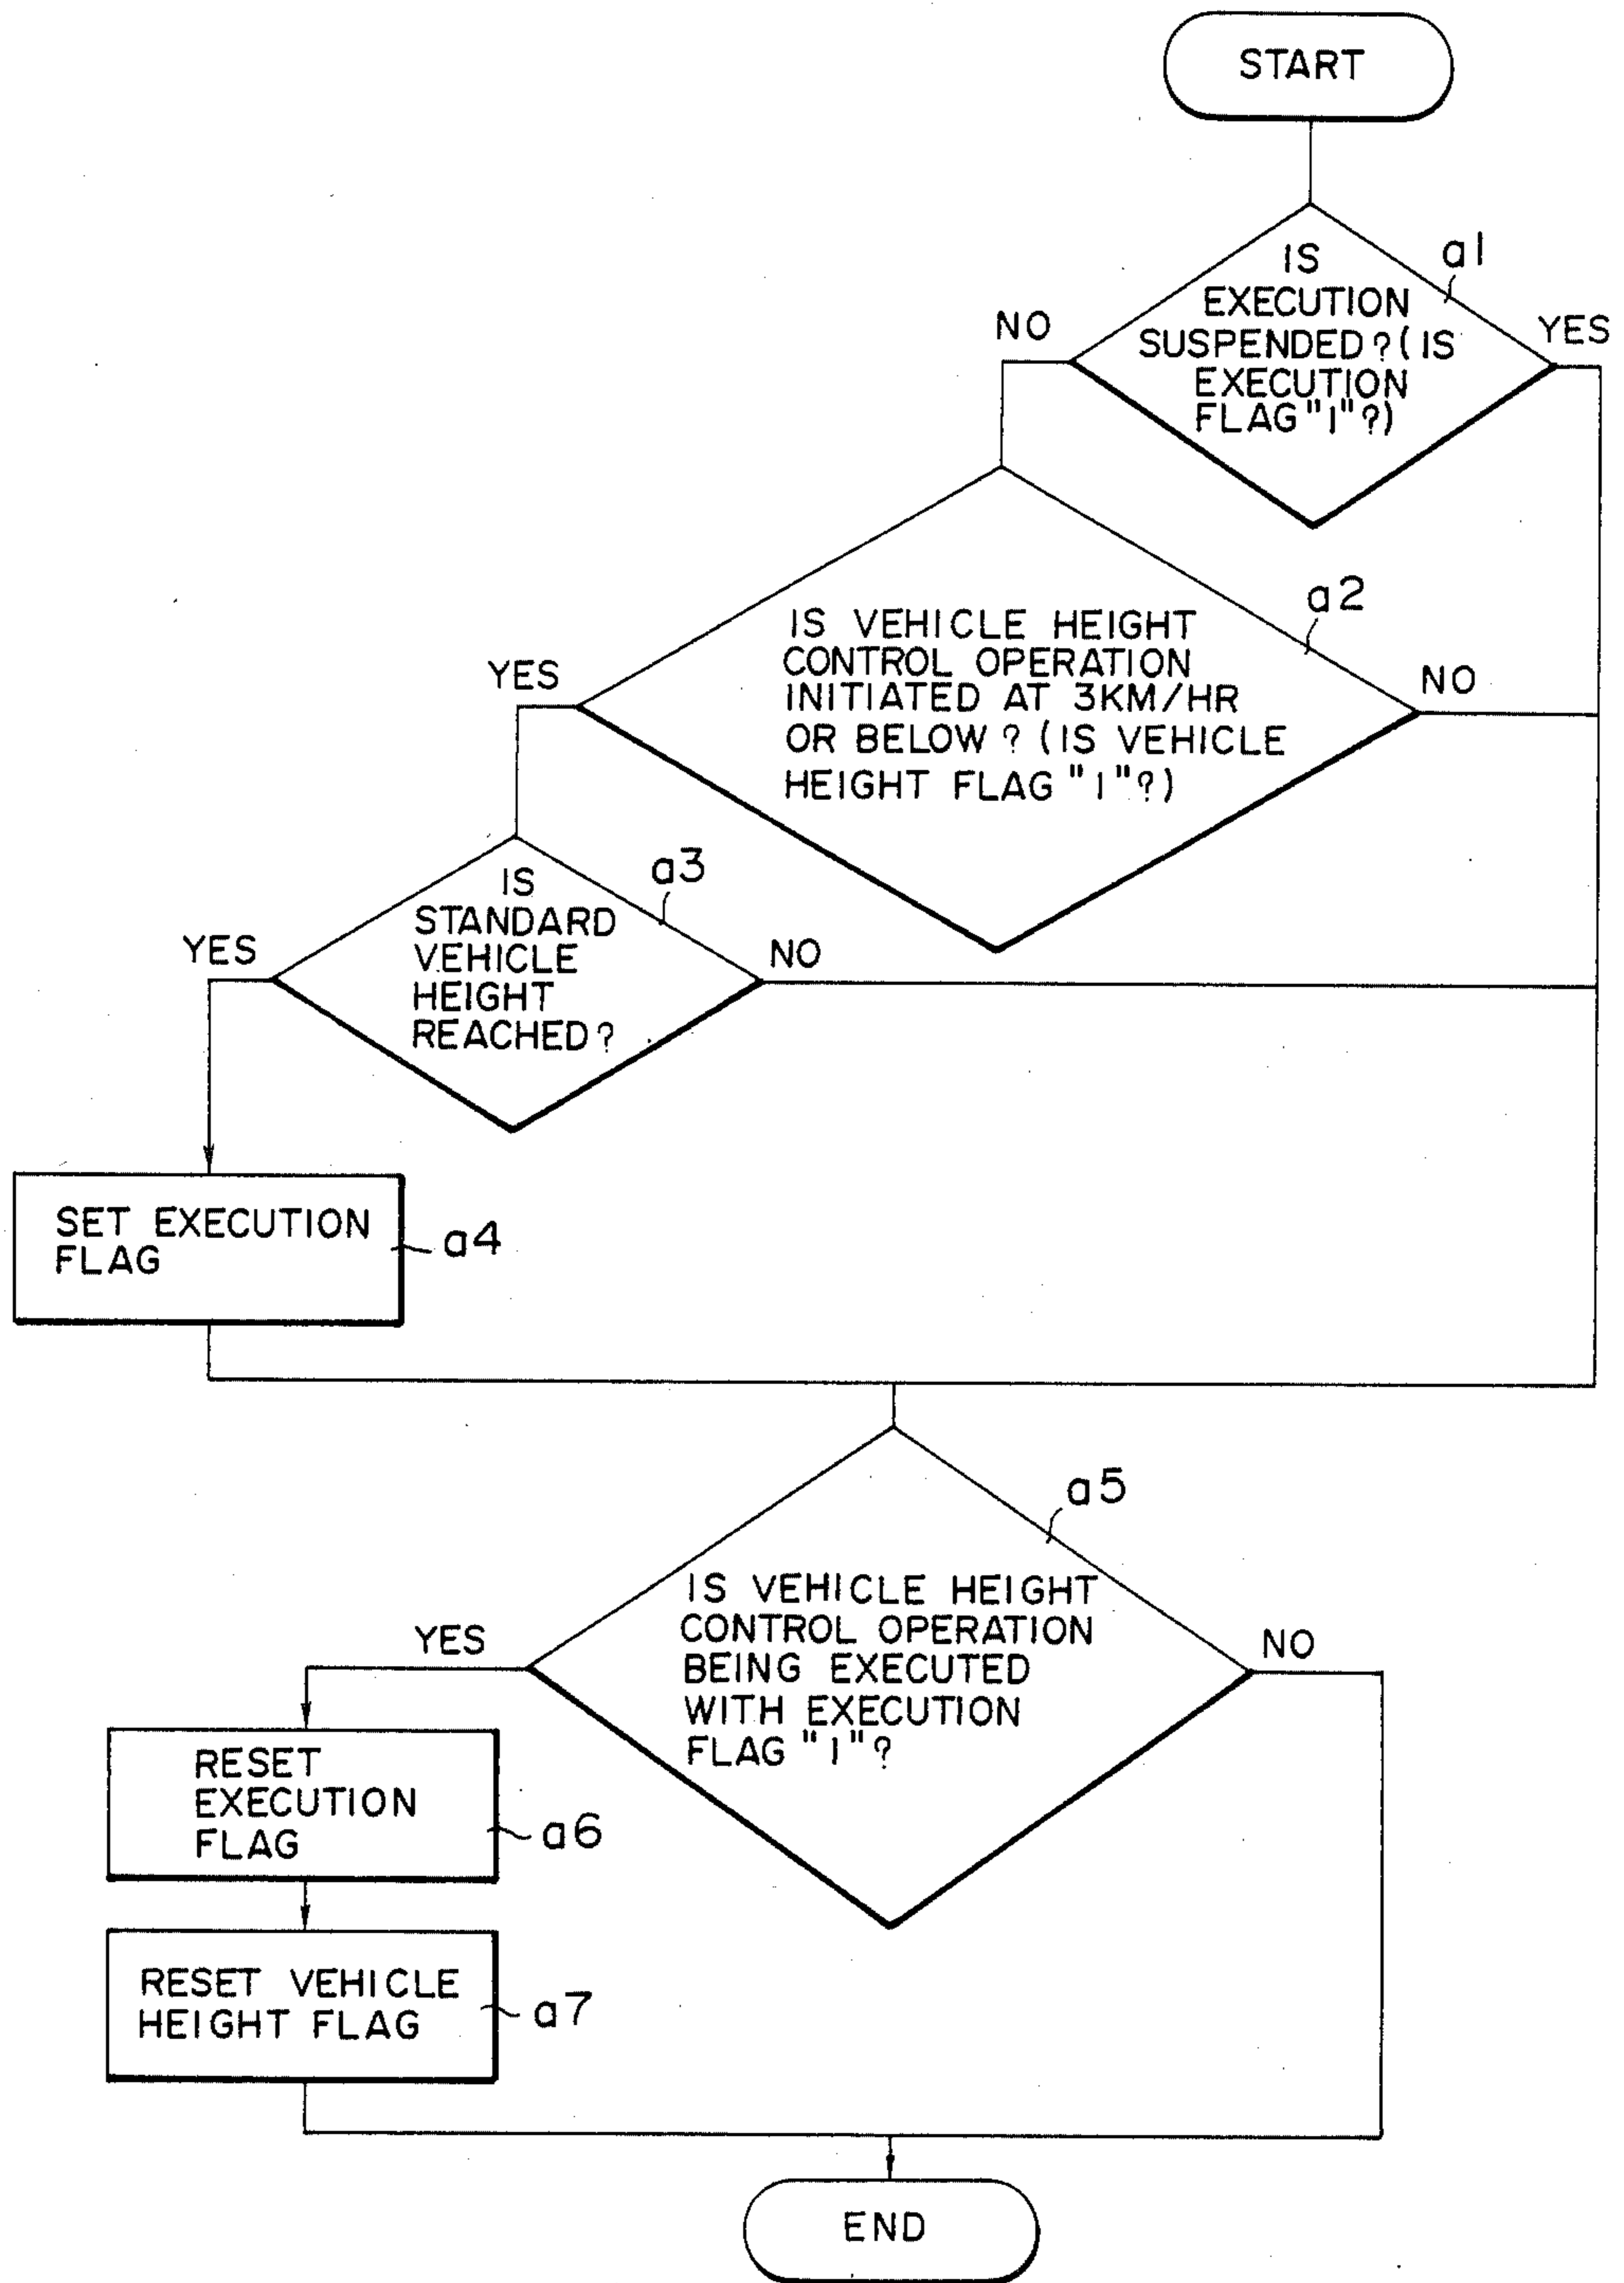 START
a1
IS
EXECUTION
SUSPENDED? (IS
EXECUTION
FLAG "1"?)
NO
YES
a2
IS VEHICLE HEIGHT
CONTROL OPERATION
INITIATED AT 3KM/HR
OR BELOW? (IS VEHICLE
HEIGHT FLAG "1"?)
YES
NO
a3
IS
STANDARD
VEHICLE
HEIGHT
REACHED?
YES
NO
SET EXECUTION
FLAG
a4
a5
IS VEHICLE HEIGHT
CONTROL OPERATION
BEING EXECUTED
WITH EXECUTION
FLAG "1"?
YES
NO
RESET
EXECUTION
FLAG
a6
RESET VEHICLE
HEIGHT FLAG
a7
END